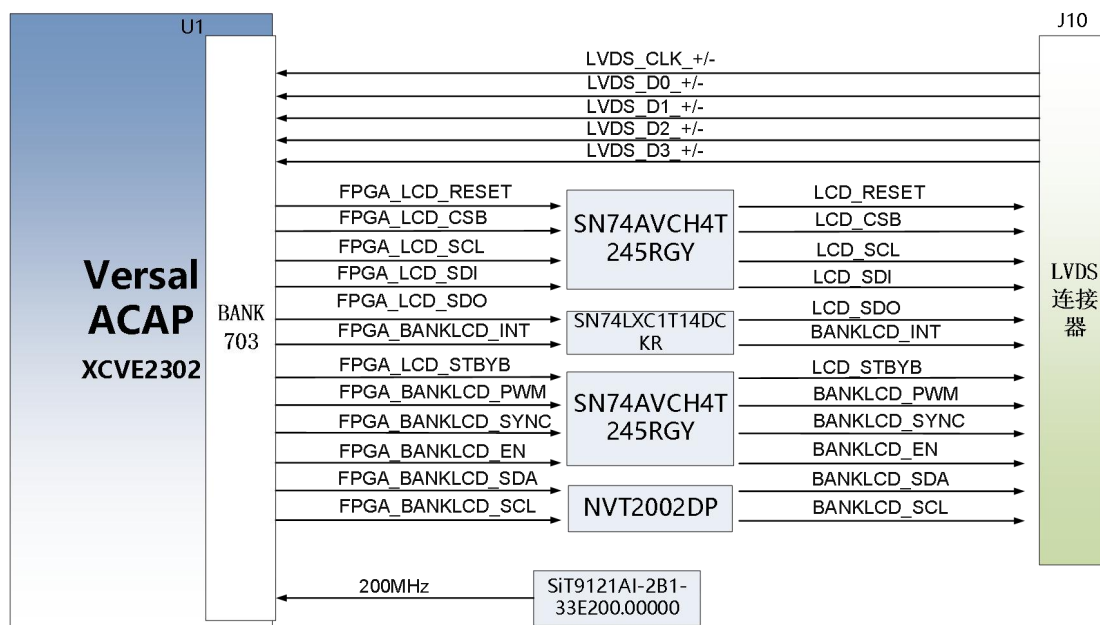 U1
J10
LVDS_CLK_+/-
LVDS_D0_+/-
LVDS_D1_+/-
LVDS_D2_+/-
LVDS_D3_+/-
Versal
ACAP
XCVE2302
BANK
703
FPGA_LCD_RESET
FPGA_LCD_CSB
FPGA_LCD_SCL
FPGA_LCD_SDI
FPGA_LCD_SDO
FPGA_BANKLCD_INT
FPGA_LCD_STBYB
FPGA_BANKLCD_PWM
FPGA_BANKLCD_SYNC
FPGA_BANKLCD_EN
FPGA_BANKLCD_SDA
FPGA_BANKLCD_SCL
SN74AVCH4T
245RGY
SN74LXC1T14DC
KR
SN74AVCH4T
245RGY
NVT2002DP
LCD_RESET
LCD_CSB
LCD_SCL
LCD_SDI
LCD_SDO
BANKLCD_INT
LCD_STBYB
BANKLCD_PWM
BANKLCD_SYNC
BANKLCD_EN
BANKLCD_SDA
BANKLCD_SCL
LVDS
连接
器
200MHz
SiT9121AI-2B1-
33E200.00000